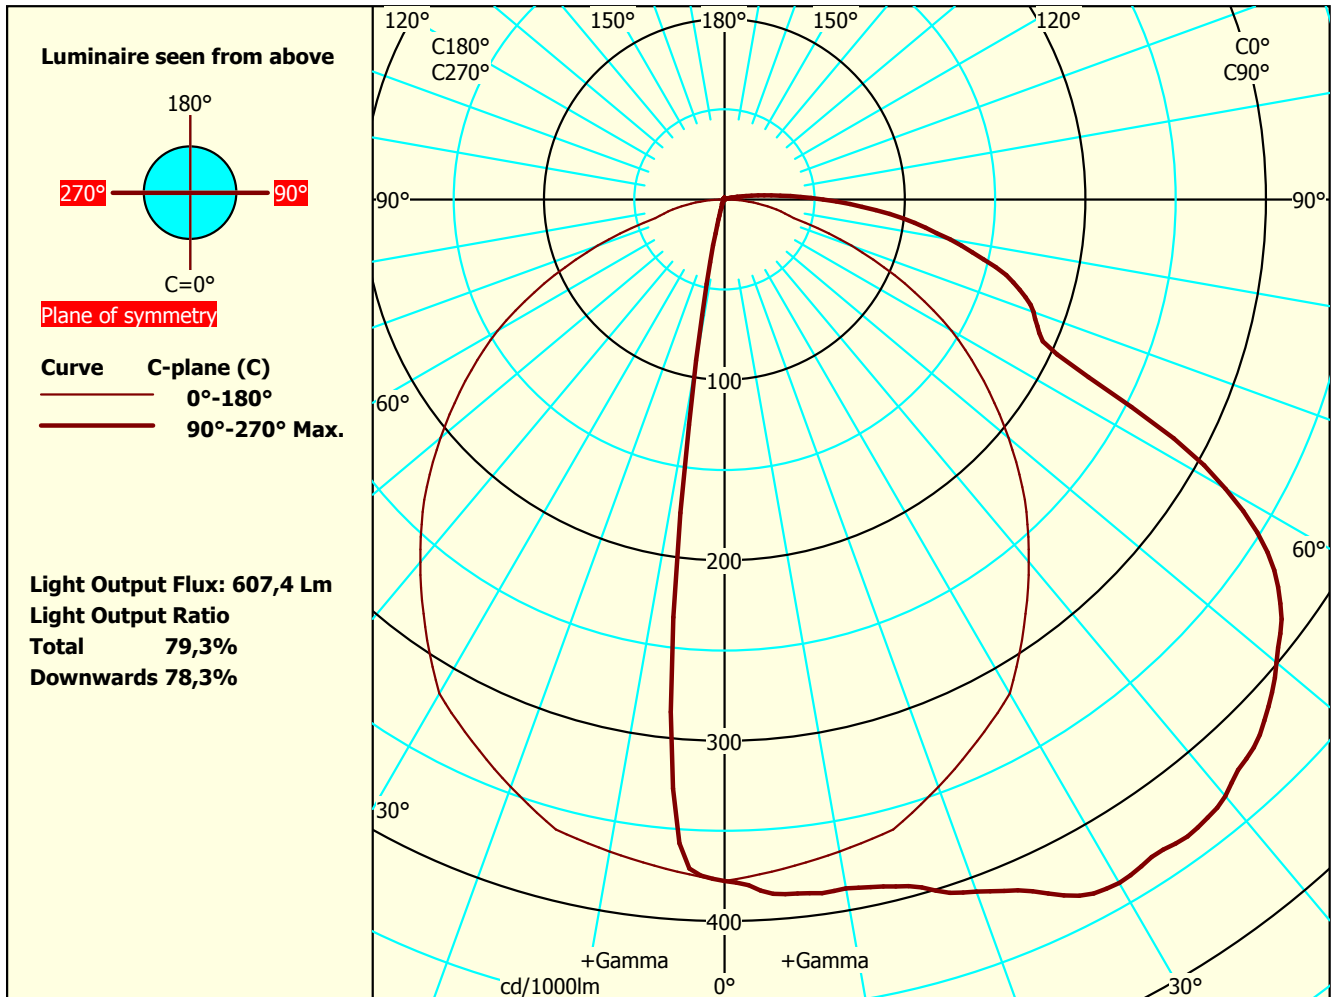 Luminaire seen from above
180°
270°
90°
C=0°
Plane of symmetry
Curve C-plane (C)
0°-180°
90°-270° Max.
Light Output Flux: 607,4 Lm
Light Output Ratio
Total 79,3%
Downwards 78,3%
120° 150° 180° 150° 120°
C180° C0°
C270° C90°
90° 90°
100
60°
200
60°
300
30°
400
+Gamma +Gamma
cd/1000lm 0° 30°